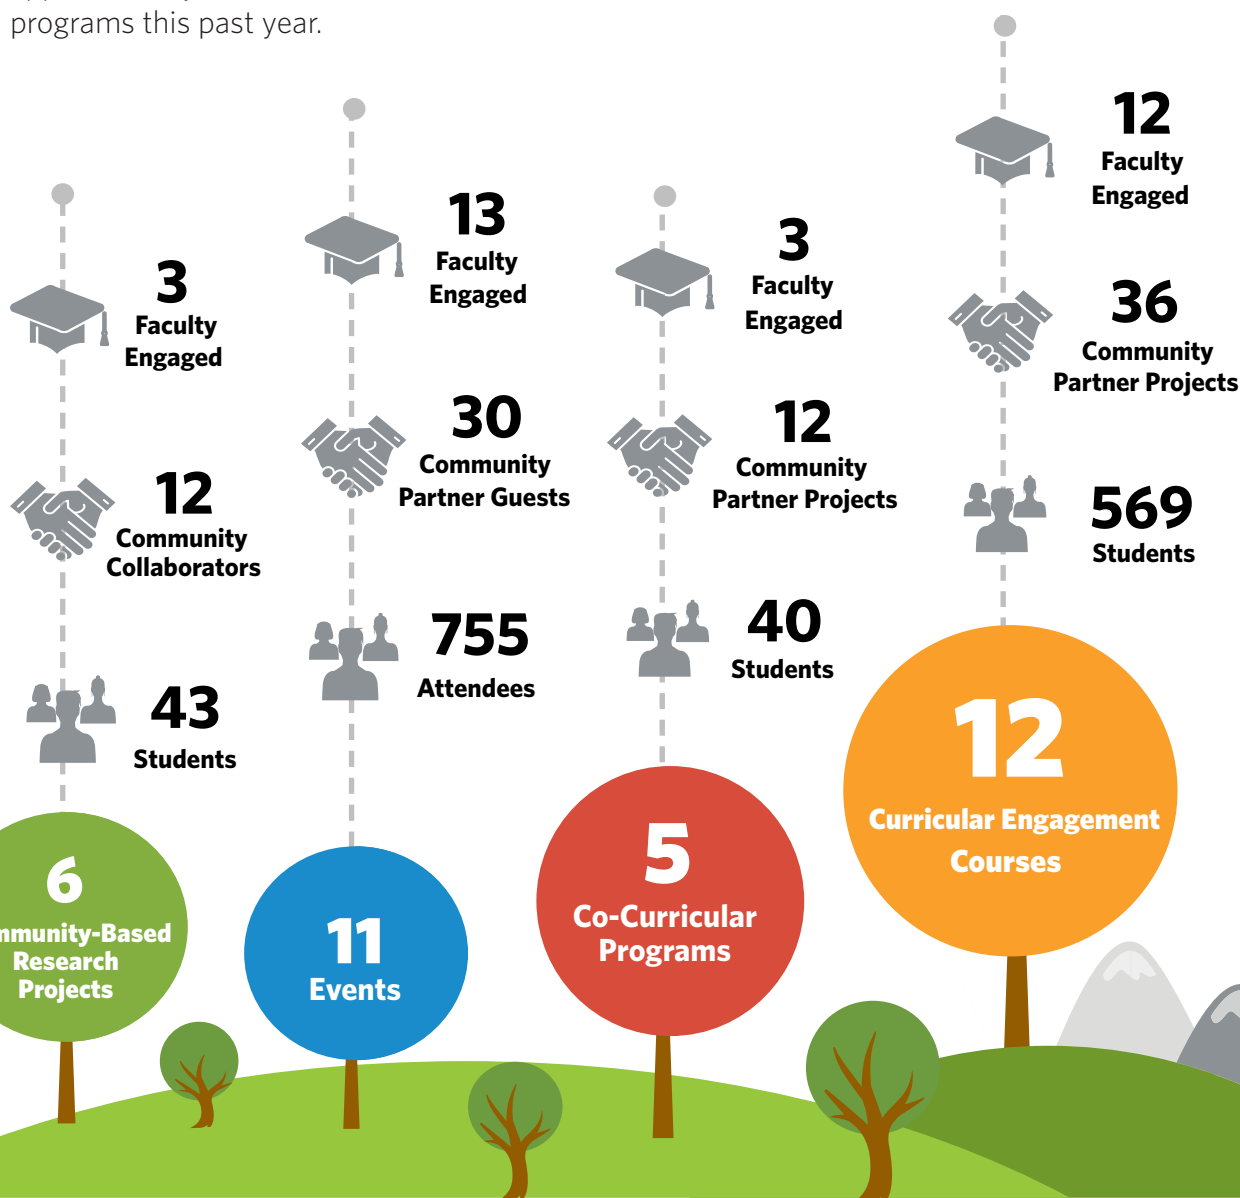 programs this past year.
3
Faculty
Engaged
12
Community
Collaborators
43
Students
6
Research
Projects
13
Faculty
Engaged
30
Community
Partner Guests
755
Attendees
11
Events
3
Faculty
Engaged
12
Community
Partner Projects
40
Students
5
Co-Curricular
Programs
12
Faculty
Engaged
36
Community
Partner Projects
569
Students
12
Curricular Engagement
Courses